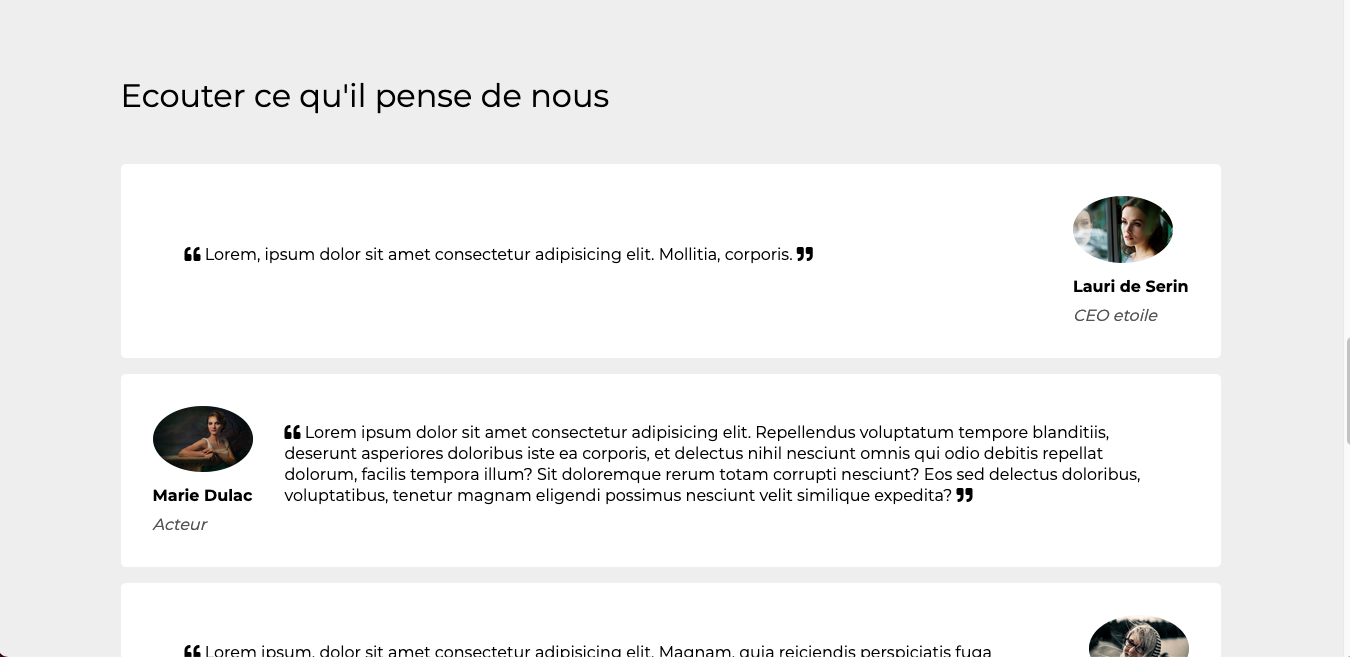 Ecouter ce qu'il pense de nous
❝ Lorem, ipsum dolor sit amet consectetur adipisicing elit. Mollitia, corporis. ❞
Lauri de Serin
CEO etoile
Marie Dulac
Acteur
❝ Lorem ipsum dolor sit amet consectetur adipisicing elit. Repellendus voluptatum tempore blanditiis,
deserunt asperiores doloribus iste ea corporis, et delectus nihil nesciunt omnis qui odio debitis repellat
dolorum, facilis tempora illum? Sit doloremque rerum totam corrupti nesciunt? Eos sed delectus doloribus,
voluptatibus, tenetur magnam eligendi possimus nesciunt velit similique expedita? ❞
❝ Lorem ipsum, dolor sit amet consectetur adipisicing elit. Magnam, quia reiciendis perspiciatis fuga